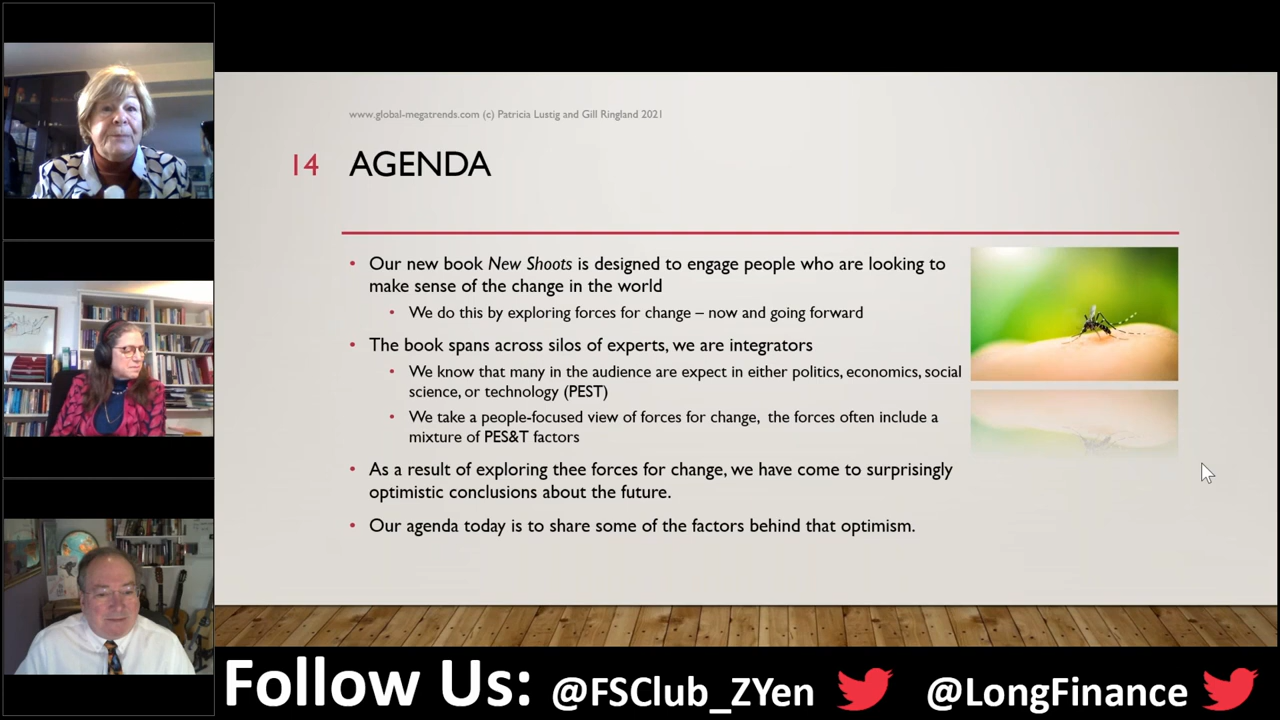 www.global-megatrends.com (c) Patricia Lustig and Gill Ringland 2021
14 AGENDA
• Our new book New Shoots is designed to engage people who are looking to
make sense of the change in the world
• We do this by exploring forces for change – now and going forward
• The book spans across silos of experts, we are integrators
• We know that many in the audience are expect in either politics, economics, social
science, or technology (PEST)
• We take a people-focused view of forces for change, the forces often include a
mixture of PES&T factors
• As a result of exploring thee forces for change, we have come to surprisingly
optimistic conclusions about the future.
• Our agenda today is to share some of the factors behind that optimism.
Follow Us: @FSClub_ZYen @LongFinance